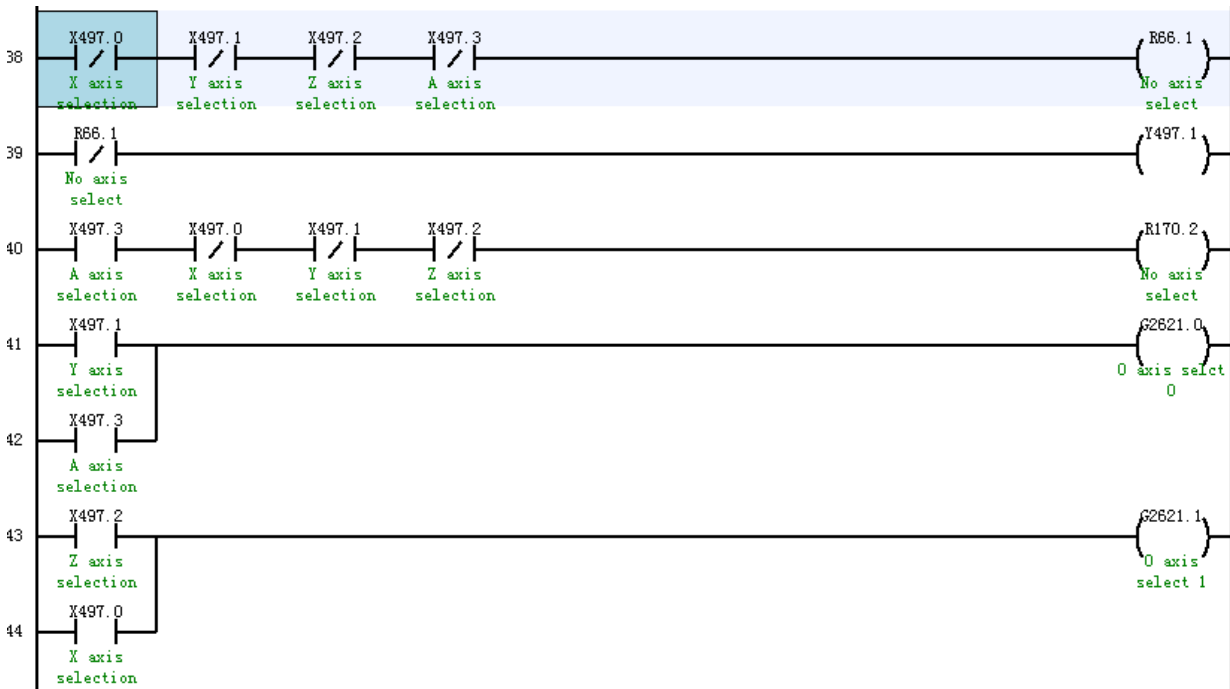 X497.0 X497.1 X497.2 X497.3 R66.1
38
X axis Y axis Z axis A axis No axis
selection selection selection selection select
R66.1 Y497.1
39
No axis
select
X497.3 X497.0 X497.1 X497.2 R170.2
40
A axis X axis Y axis Z axis No axis
selection selection selection selection select
X497.1 G2621.0
41
Y axis 0 axis selct
selection 0
X497.3
42
A axis
selection
X497.2 G2621.1
43
Z axis 0 axis
selection select 1
X497.0
44
X axis
selection